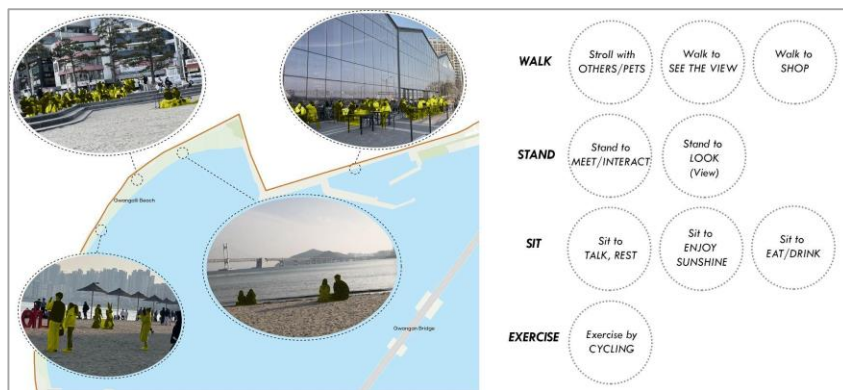 Gwangalli Beach
Gwangan Bridge
WALK
Stroll with
OTHERS/PETS
Walk to
SEE THE VIEW
Walk to
SHOP
STAND
Stand to
MEET/INTERACT
Stand to
LOOK
(View)
SIT
Sit to
TALK, REST
Sit to
ENJOY
SUNSHINE
Sit to
EAT/DRINK
EXERCISE
Exercise by
CYCLING